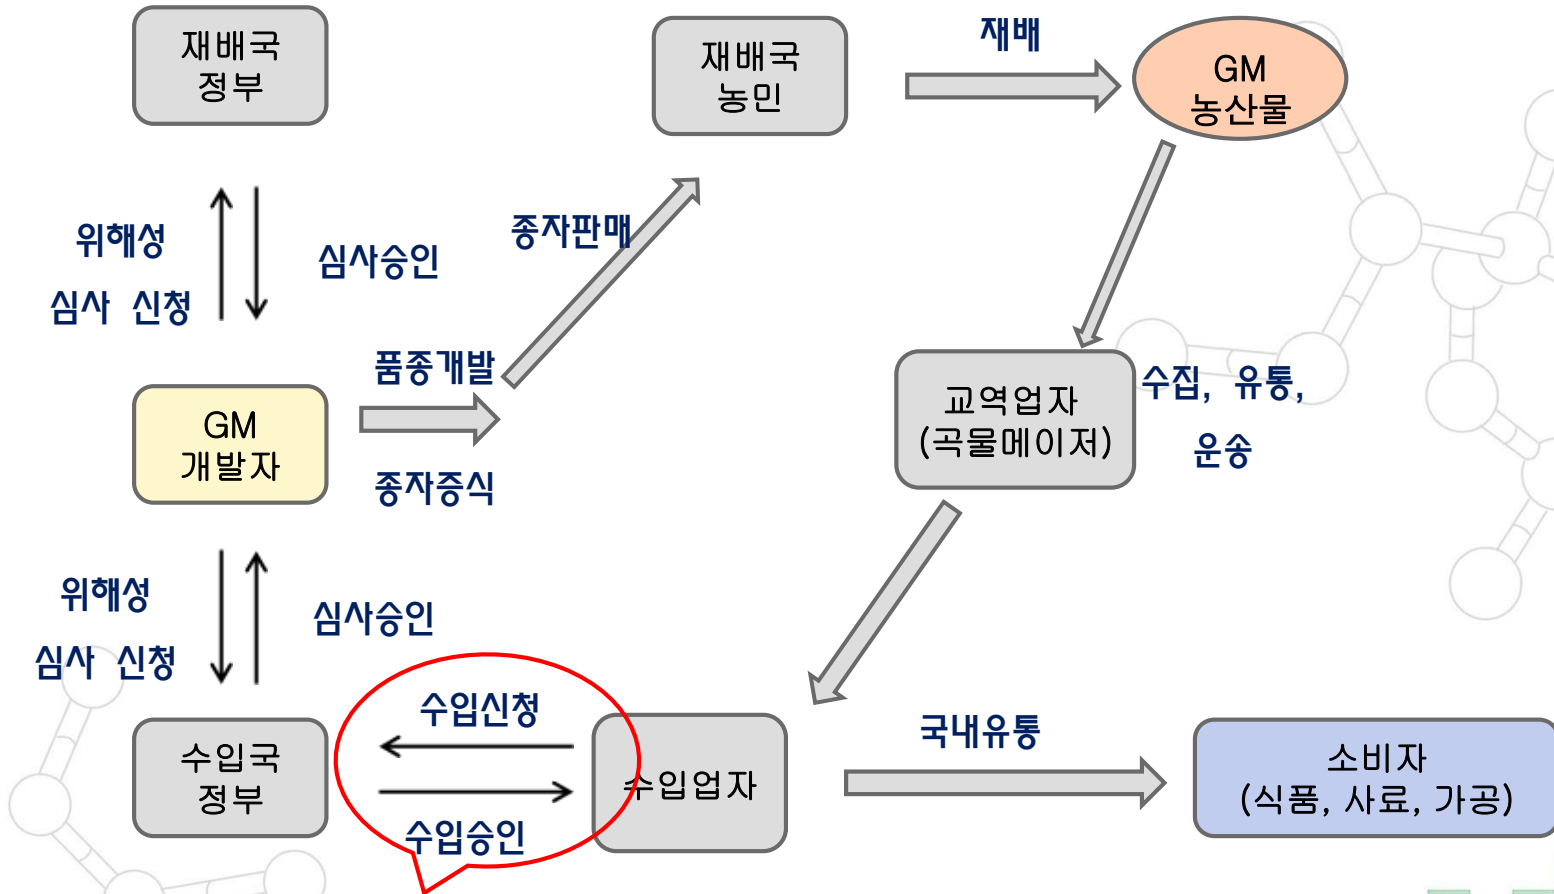 재배국
정부
재배국
농민
재배
GM
농산물
위해성
심사 신청
심사승인
종자판매
품종개발
GM
개발자
종자증식
교역업자
(곡물메이저)
수집, 유통,
운송
위해성
심사 신청
심사승인
수입신청
수입국
정부
수입업자
수입승인
국내유통
소비자
(식품, 사료, 가공)